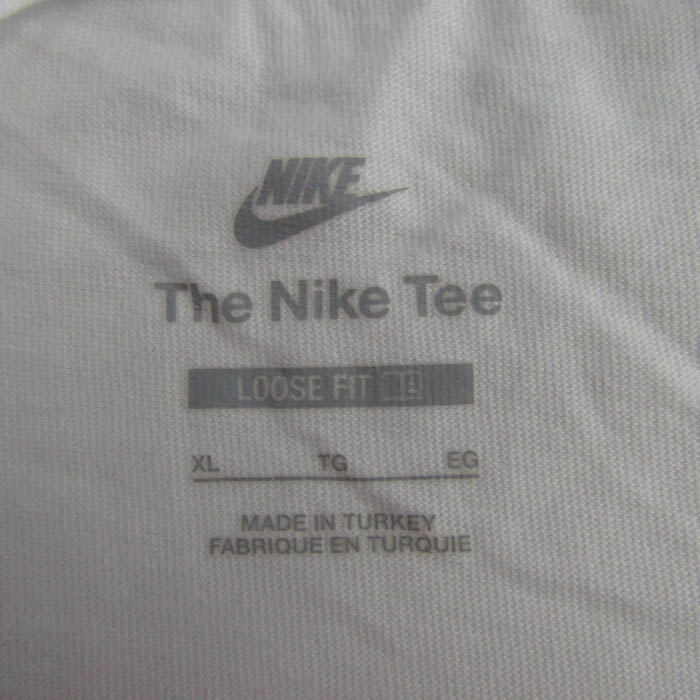 NIKE
The Nike Tee
LOOSE FIT
XL TG EG
MADE IN TURKEY
FABRIQUE EN TURQUIE